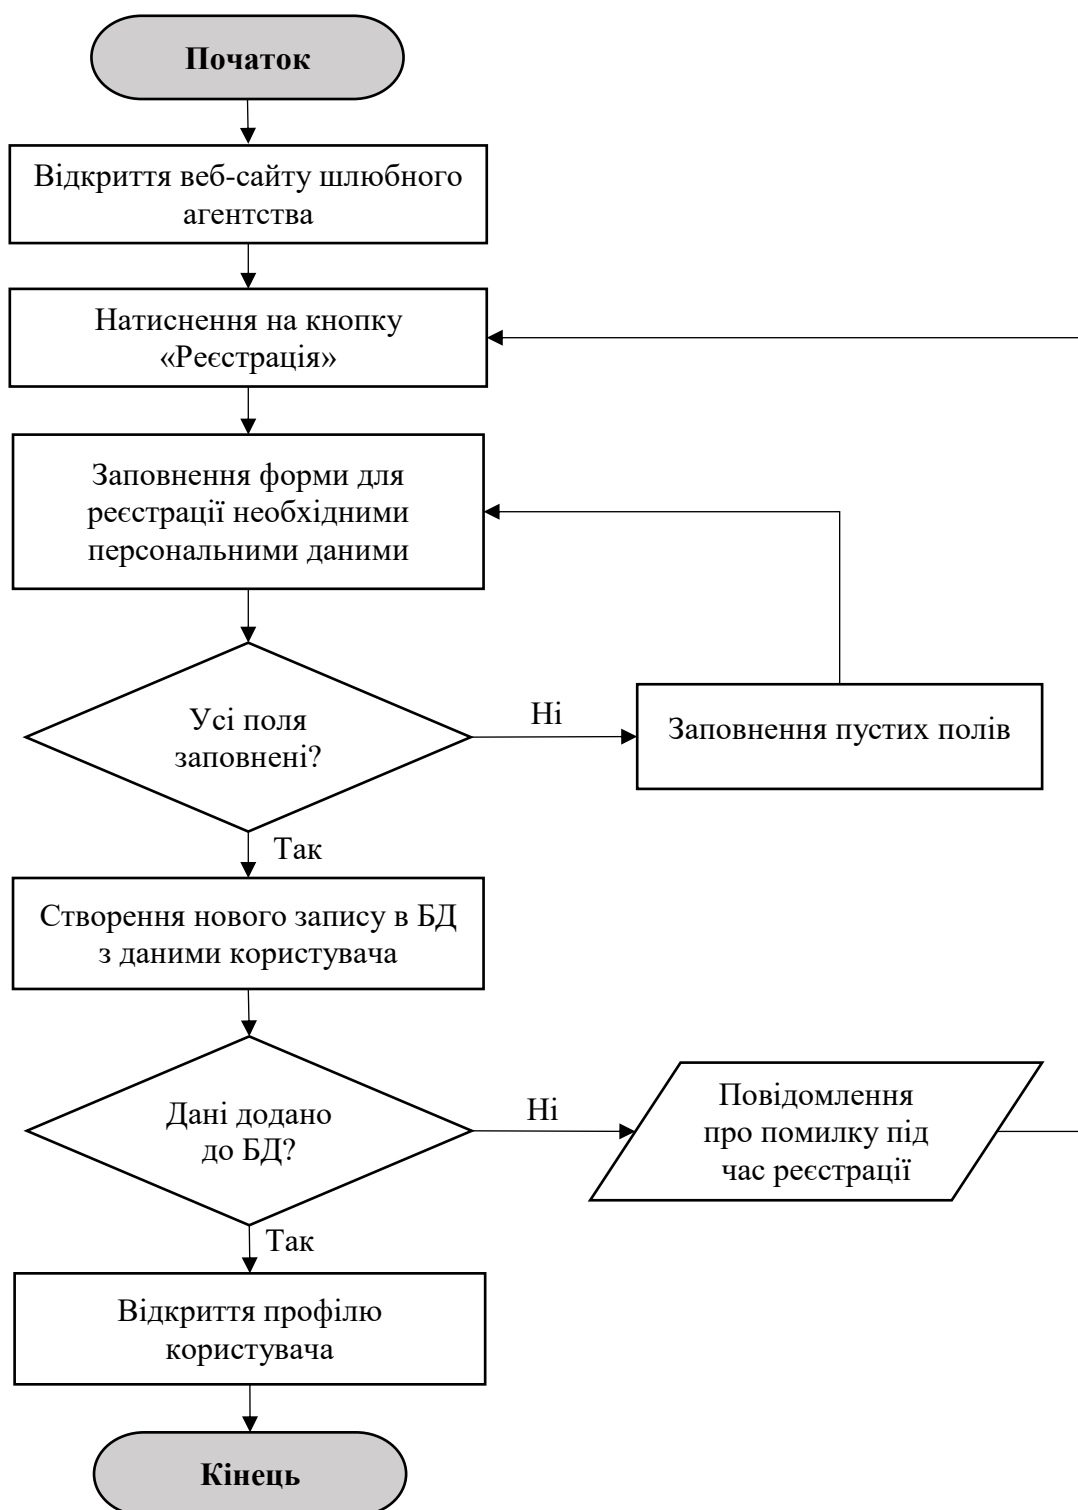 Початок
Відкриття веб-сайту шлюбного
агентства
Натиснення на кнопку
«Реєстрація»
Заповнення форми для
реєстрації необхідними
персональними даними
Усі поля
заповнені?
Ні
Заповнення пустих полів
Так
Створення нового запису в БД
з даними користувача
Дані додано
до БД?
Ні
Повідомлення
про помилку під
час реєстрації
Так
Відкриття профілю
користувача
Кінець